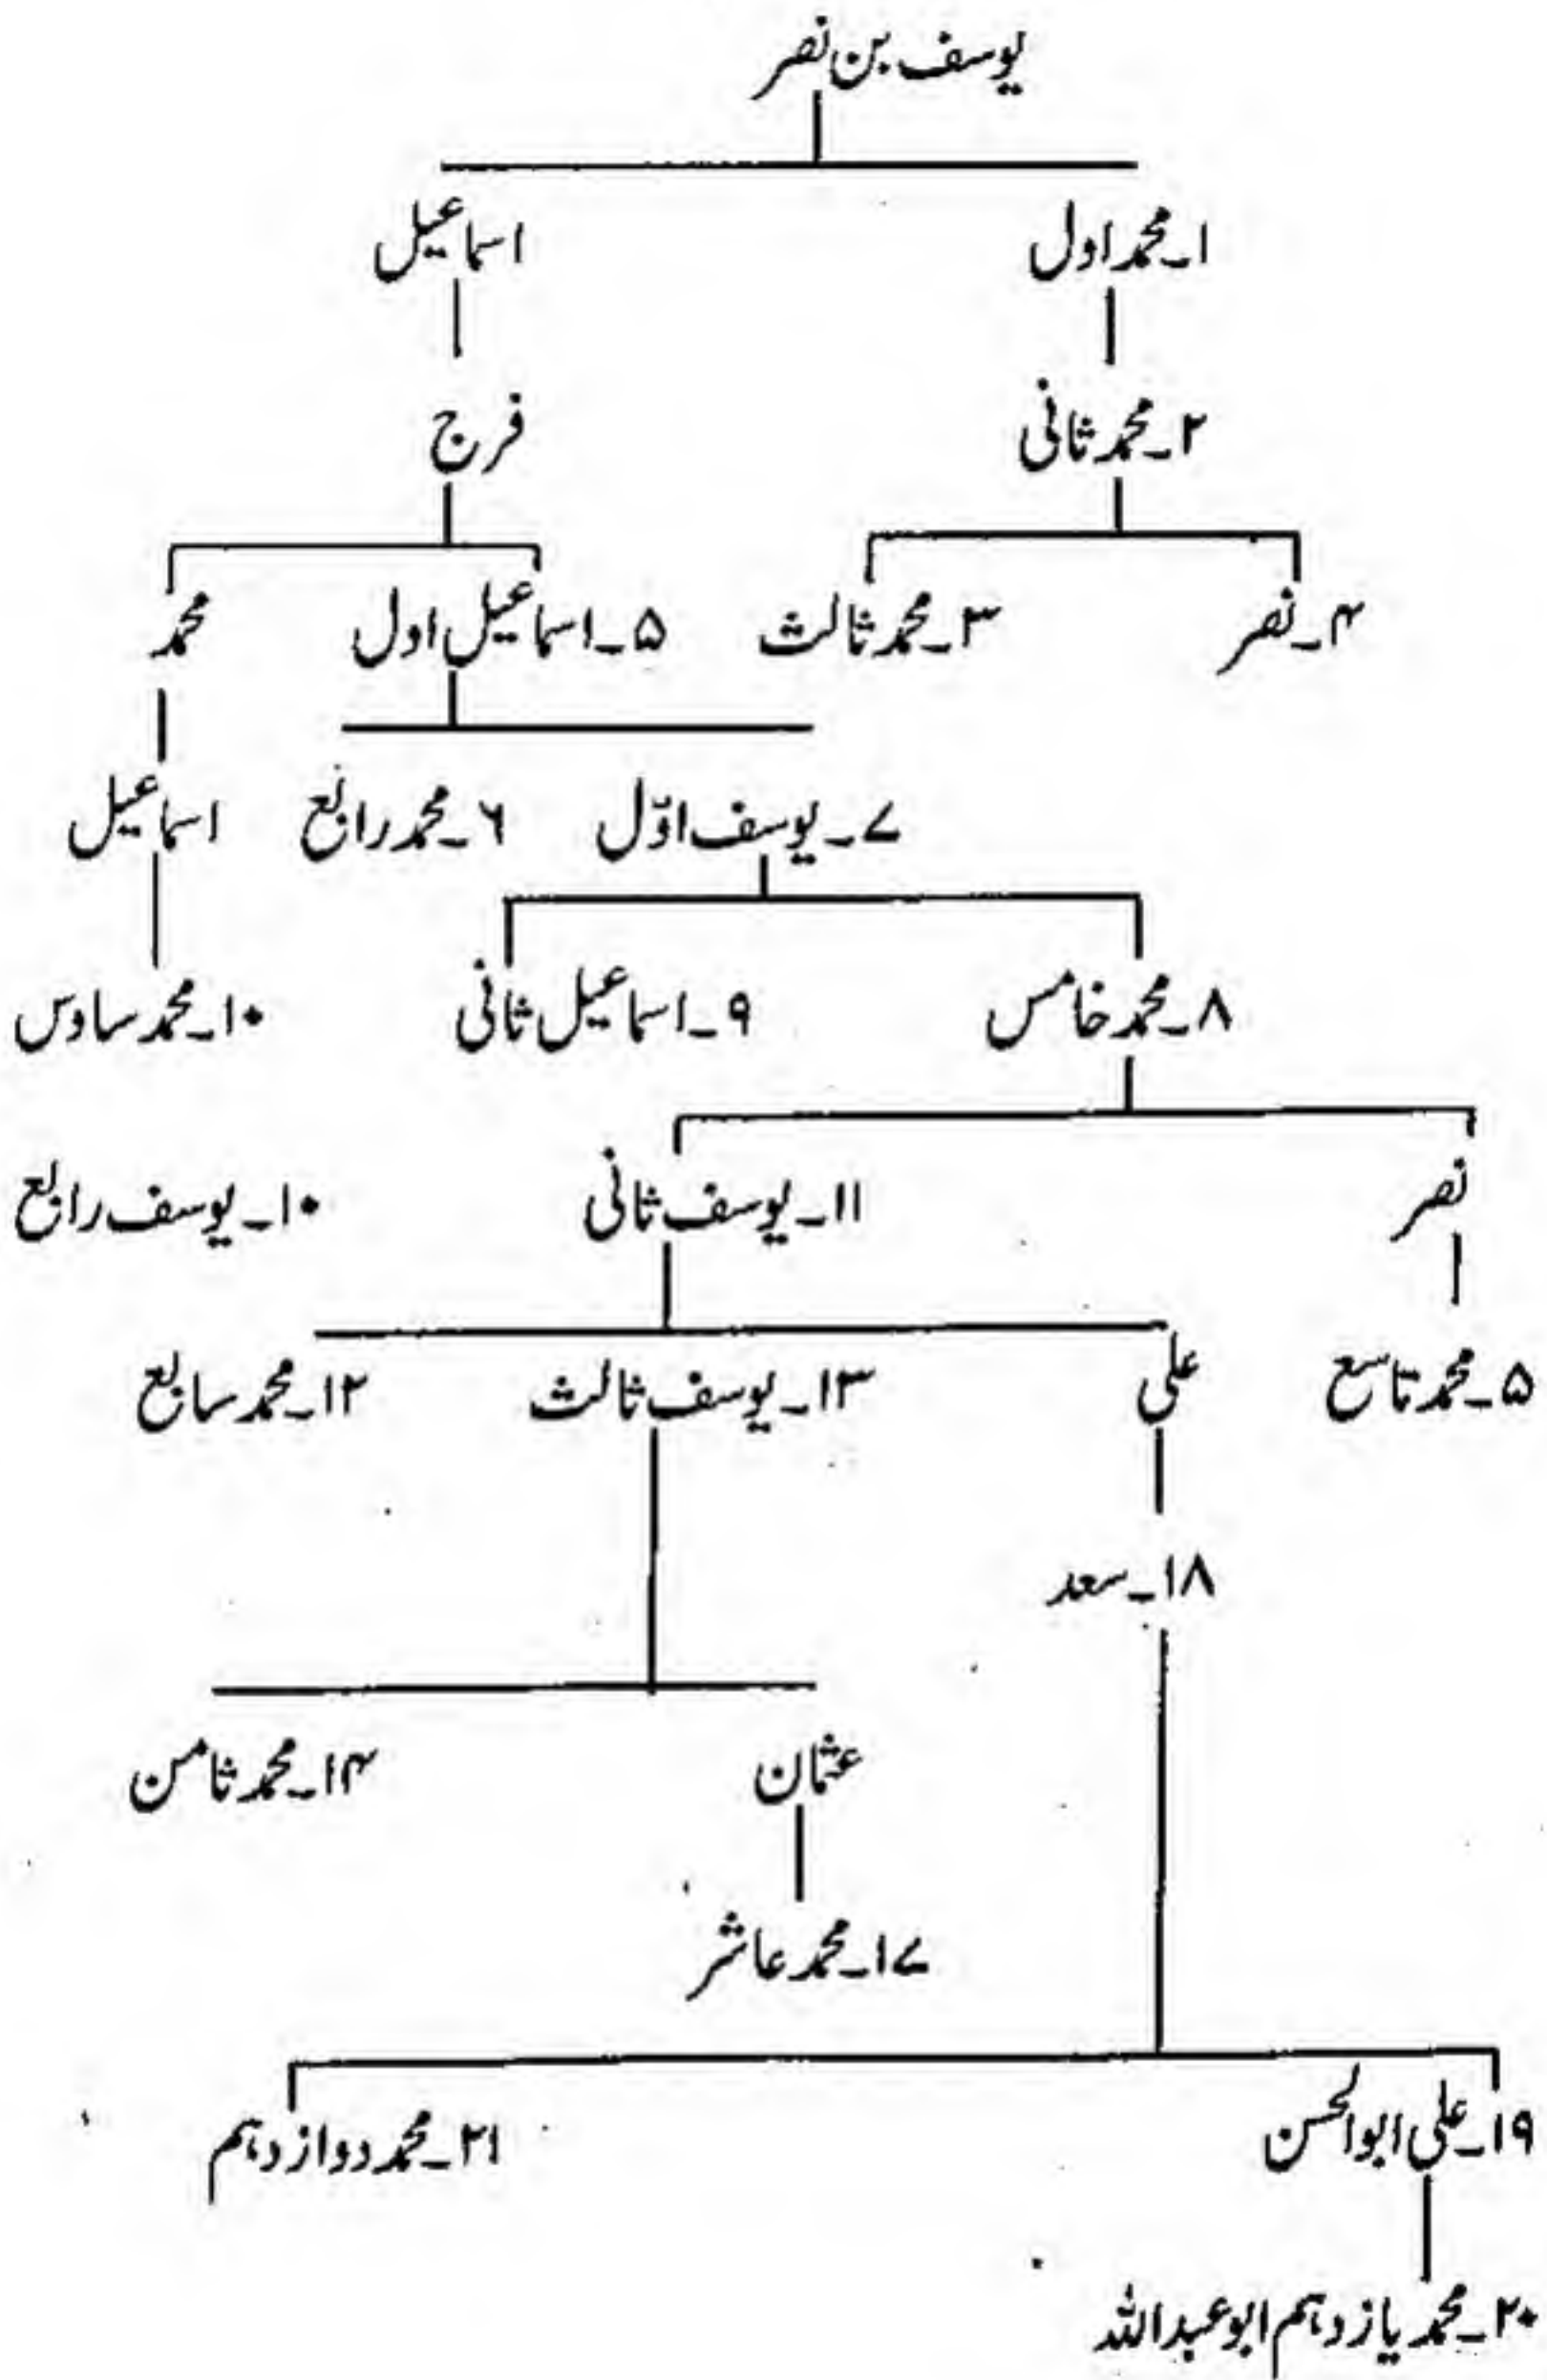 یوسف بن نصر
۱۔محمد اول
اسماعیل
۲۔محمد ثانی
فرج
۴۔نصر
۳۔محمد ثالث
۵۔اسماعیل اول
محمد
۷۔یوسف اوّل
۶۔محمد رابع
اسماعیل
۸۔محمد خامس
۹۔اسماعیل ثانی
۱۰۔محمد سادس
نصر
۱۱۔یوسف ثانی
۱۰۔یوسف رابع
۵۔محمد تاسع
علی
۱۳۔یوسف ثالث
۱۲۔محمد سابع
۱۸۔سعد
عثمان
۱۴۔محمد ثامن
۱۷۔محمد عاشر
۱۹۔علی ابوالحسن
۲۱۔محمد دوازدہم
۲۰۔محمد یازدہم ابوعبداللہ